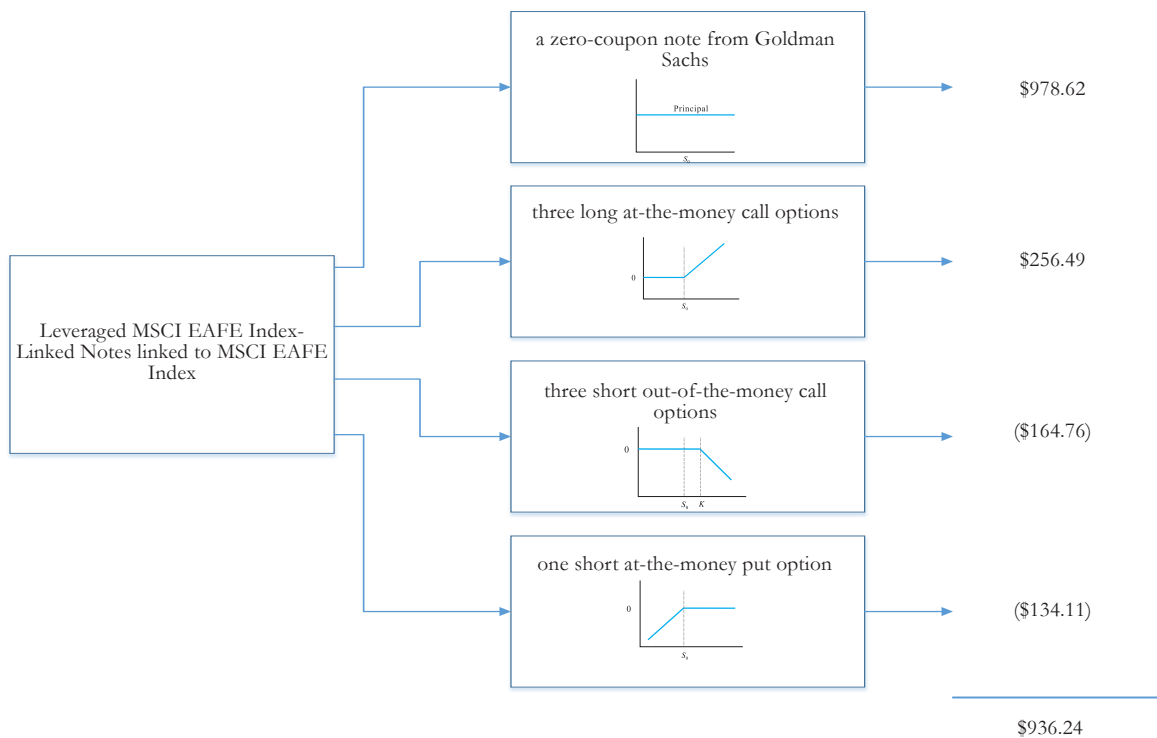 Leveraged MSCI EAFE Index-
Linked Notes linked to MSCI EAFE
Index
a zero-coupon note from Goldman
Sachs
Principal
S₀
$978.62
three long at-the-money call options
0
S₀
$256.49
three short out-of-the-money call
options
0
S₀ K
($164.76)
one short at-the-money put option
0
S₀
($134.11)
$936.24